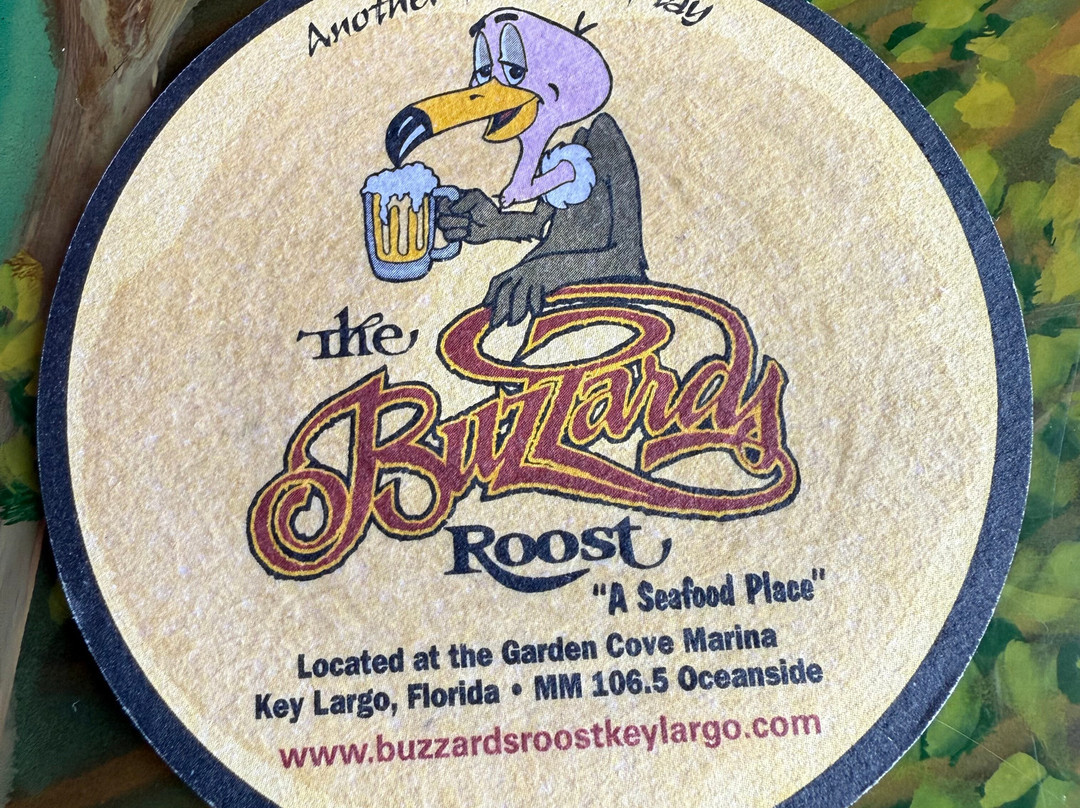 Another
The
Buzzards
Roost
"A Seafood Place"
Located at the Garden Cove Marina
Key Largo, Florida • MM 106.5 Oceanside
www.buzzardsroostkeylargo.com